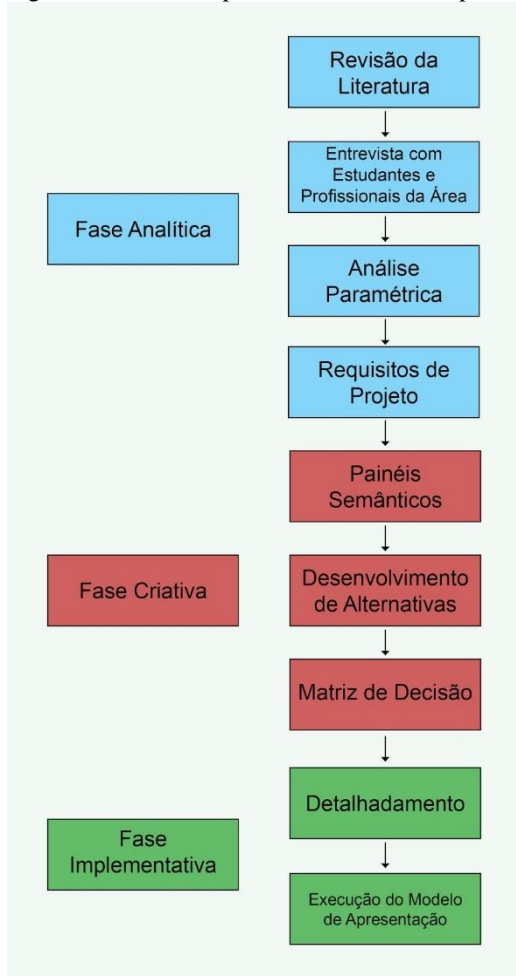 Revisão da
Literatura
Entrevista com
Estudantes e
Profissionais da Área
Fase Analítica
Análise
Paramétrica
Requisitos de
Projeto
Painéis
Semânticos
Fase Criativa
Desenvolvimento
de Alternativas
Matriz de Decisão
Detalhadamento
Fase
Implementativa
Execução do Modelo
de Apresentação